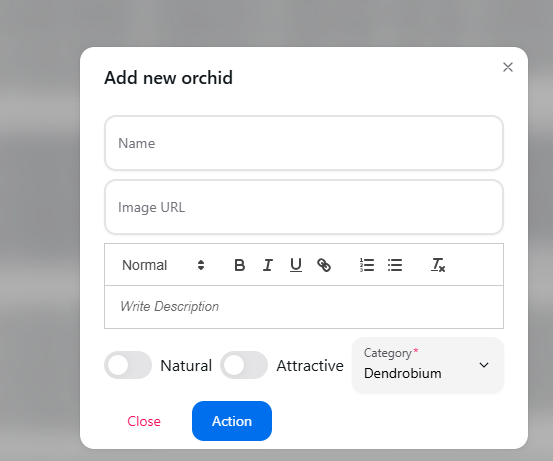 Add new orchid
Name
Image URL
Normal B I U
Write Description
Natural Attractive Category*
Dendrobium
Close Action